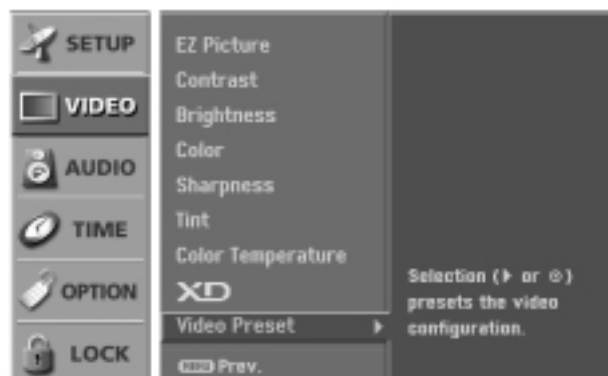 SETUP
VIDEO
AUDIO
TIME
OPTION
LOCK
EZ Picture
Contrast
Brightness
Color
Sharpness
Tint
Color Temperature
XD
Video Preset
MENU Prev.
Selection (▶ or ⊙)
presets the video
configuration.